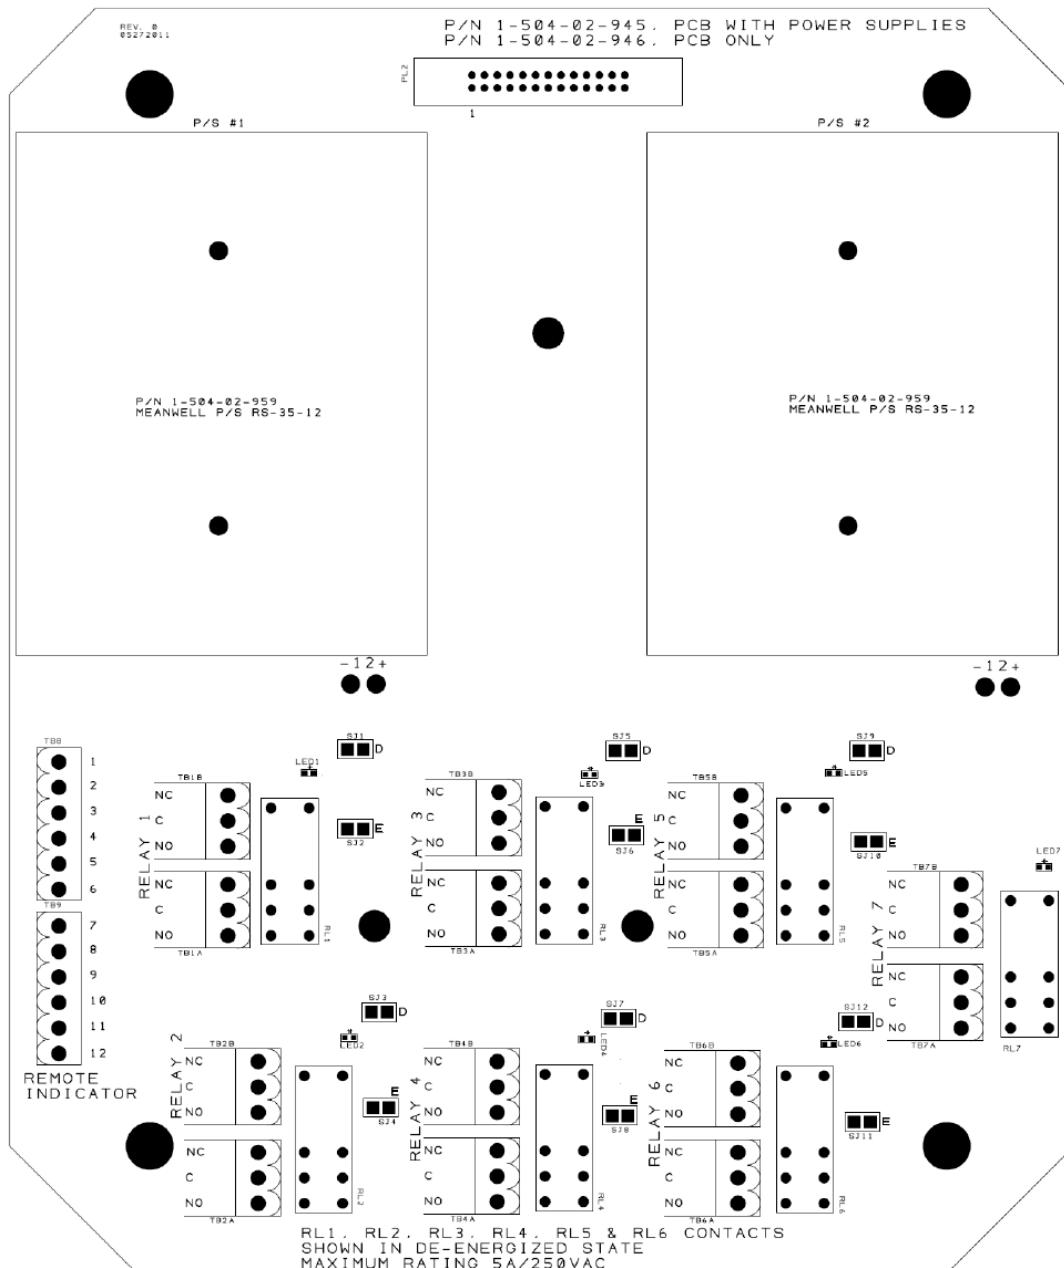 REV. 0
05272011
P/N 1-504-02-945, PCB WITH POWER SUPPLIES
P/N 1-504-02-946, PCB ONLY
PL2
1
P/S #1
P/S #2
P/N 1-504-02-959
MEANWELL P/S RS-35-12
P/N 1-504-02-959
MEANWELL P/S RS-35-12
-12+
-12+
TB8
1
2
3
4
5
6
TB9
7
8
9
10
11
12
REMOTE
INDICATOR
RELAY 1
TB1B
NC
C
NO
NC
C
NO
TB1A
LED1
RL1
SJ1
D
SJ2
E
RELAY 3
TB3B
NC
C
NO
NC
C
NO
TB3A
LED3
RL3
SJ5
D
E
SJ6
RELAY 5
TB5B
NC
C
NO
NC
C
NO
TB5A
LED5
RL5
SJ9
D
E
SJ10
RELAY 7
TB7B
NC
C
NO
NC
C
NO
TB7A
LED7
RL7
RELAY 2
TB2B
NC
C
NO
NC
C
NO
TB2A
LED2
RL2
SJ3
D
E
SJ4
RELAY 4
TB4B
NC
C
NO
NC
C
NO
TB4A
LED4
RL4
SJ7
D
E
SJ8
RELAY 6
TB6B
NC
C
NO
NC
C
NO
TB6A
LED6
RL6
SJ12
D
E
SJ11
RL1, RL2, RL3, RL4, RL5 & RL6 CONTACTS
SHOWN IN DE-ENERGIZED STATE
MAXIMUM RATING 5A/250VAC